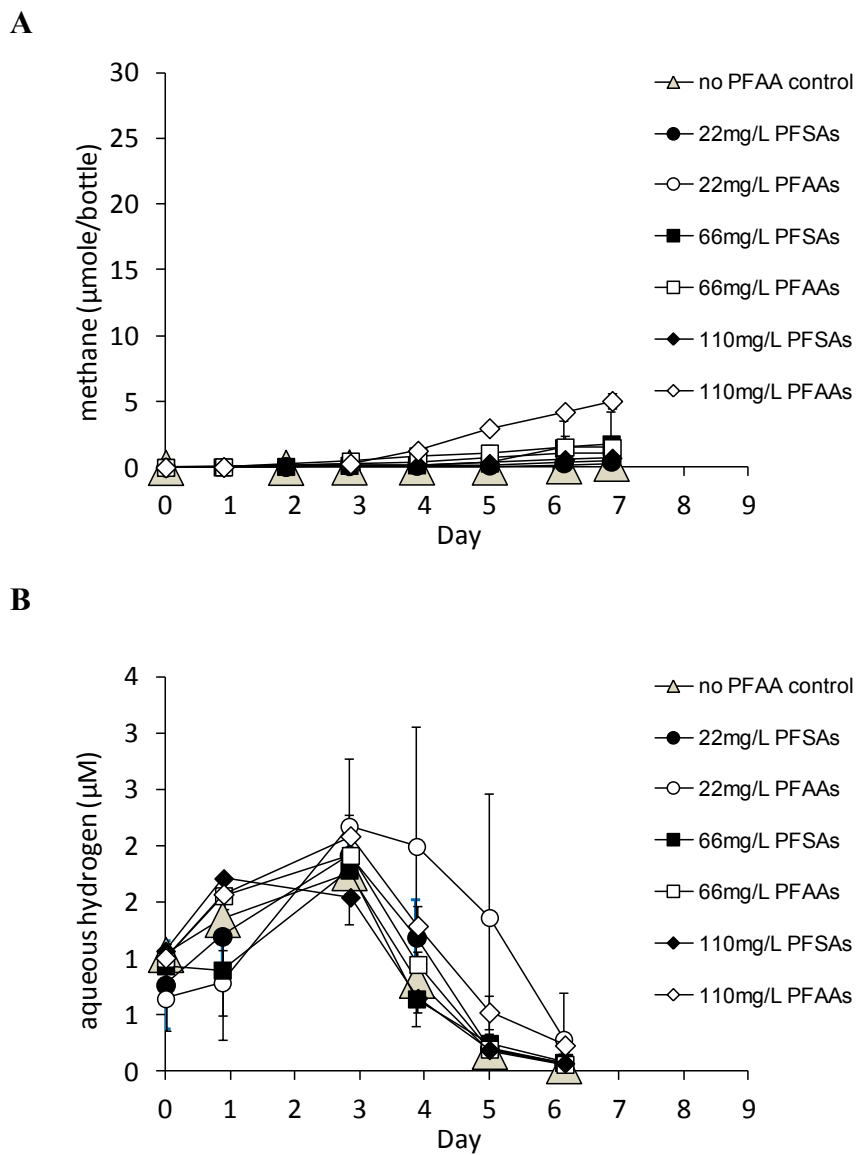 A
30
25
20
15
10
5
0
methane (µmole/bottle)
0 1 2 3 4 5 6 7 8 9
Day
no PFAA control
22mg/L PFSAs
22mg/L PFAAs
66mg/L PFSAs
66mg/L PFAAs
110mg/L PFSAs
110mg/L PFAAs
B
4
3
3
2
2
1
1
0
aqueous hydrogen (µM)
0 1 2 3 4 5 6 7 8 9
Day
no PFAA control
22mg/L PFSAs
22mg/L PFAAs
66mg/L PFSAs
66mg/L PFAAs
110mg/L PFSAs
110mg/L PFAAs